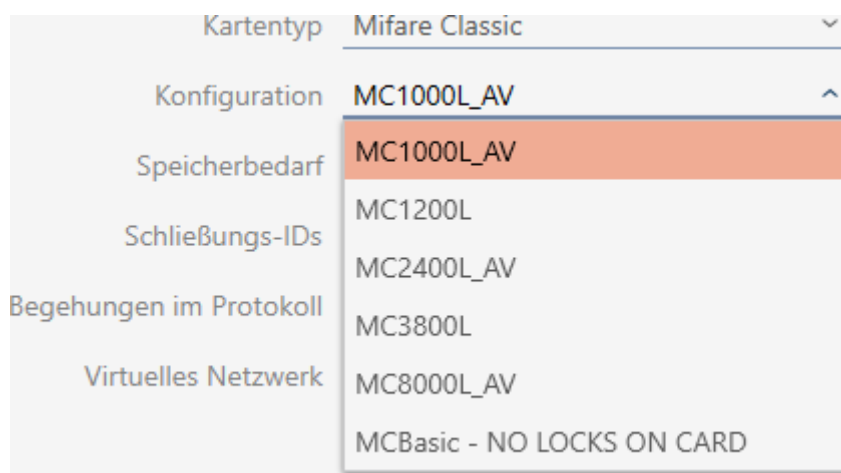 Kartentyp Mifare Classic
Konfiguration MC1000L_AV
MC1000L_AV
Speicherbedarf
MC1200L
Schließungs-IDs
MC2400L_AV
Begehungen im Protokoll
MC3800L
Virtuelles Netzwerk
MC8000L_AV
MCBasic - NO LOCKS ON CARD